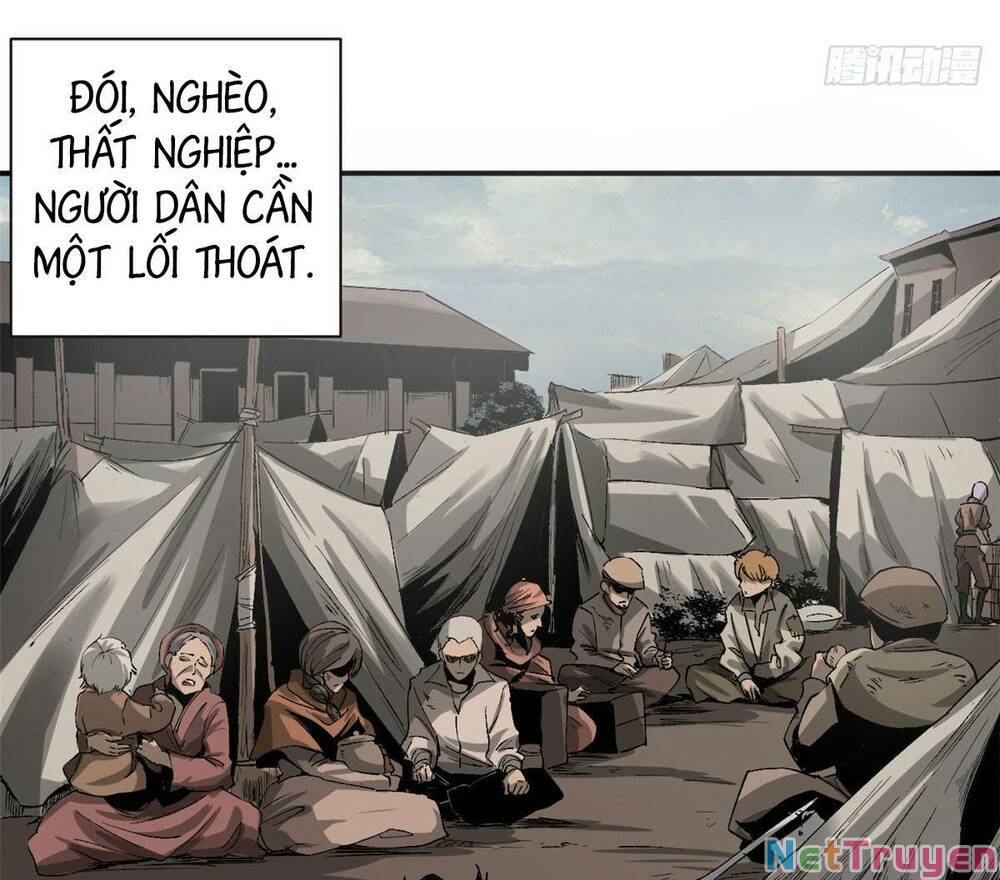 腾讯动漫
ĐÓI, NGHÈO,
THẤT NGHIỆP...
NGƯỜI DÂN CẦN
MỘT LỐI THOÁT.
NETTRUYEN